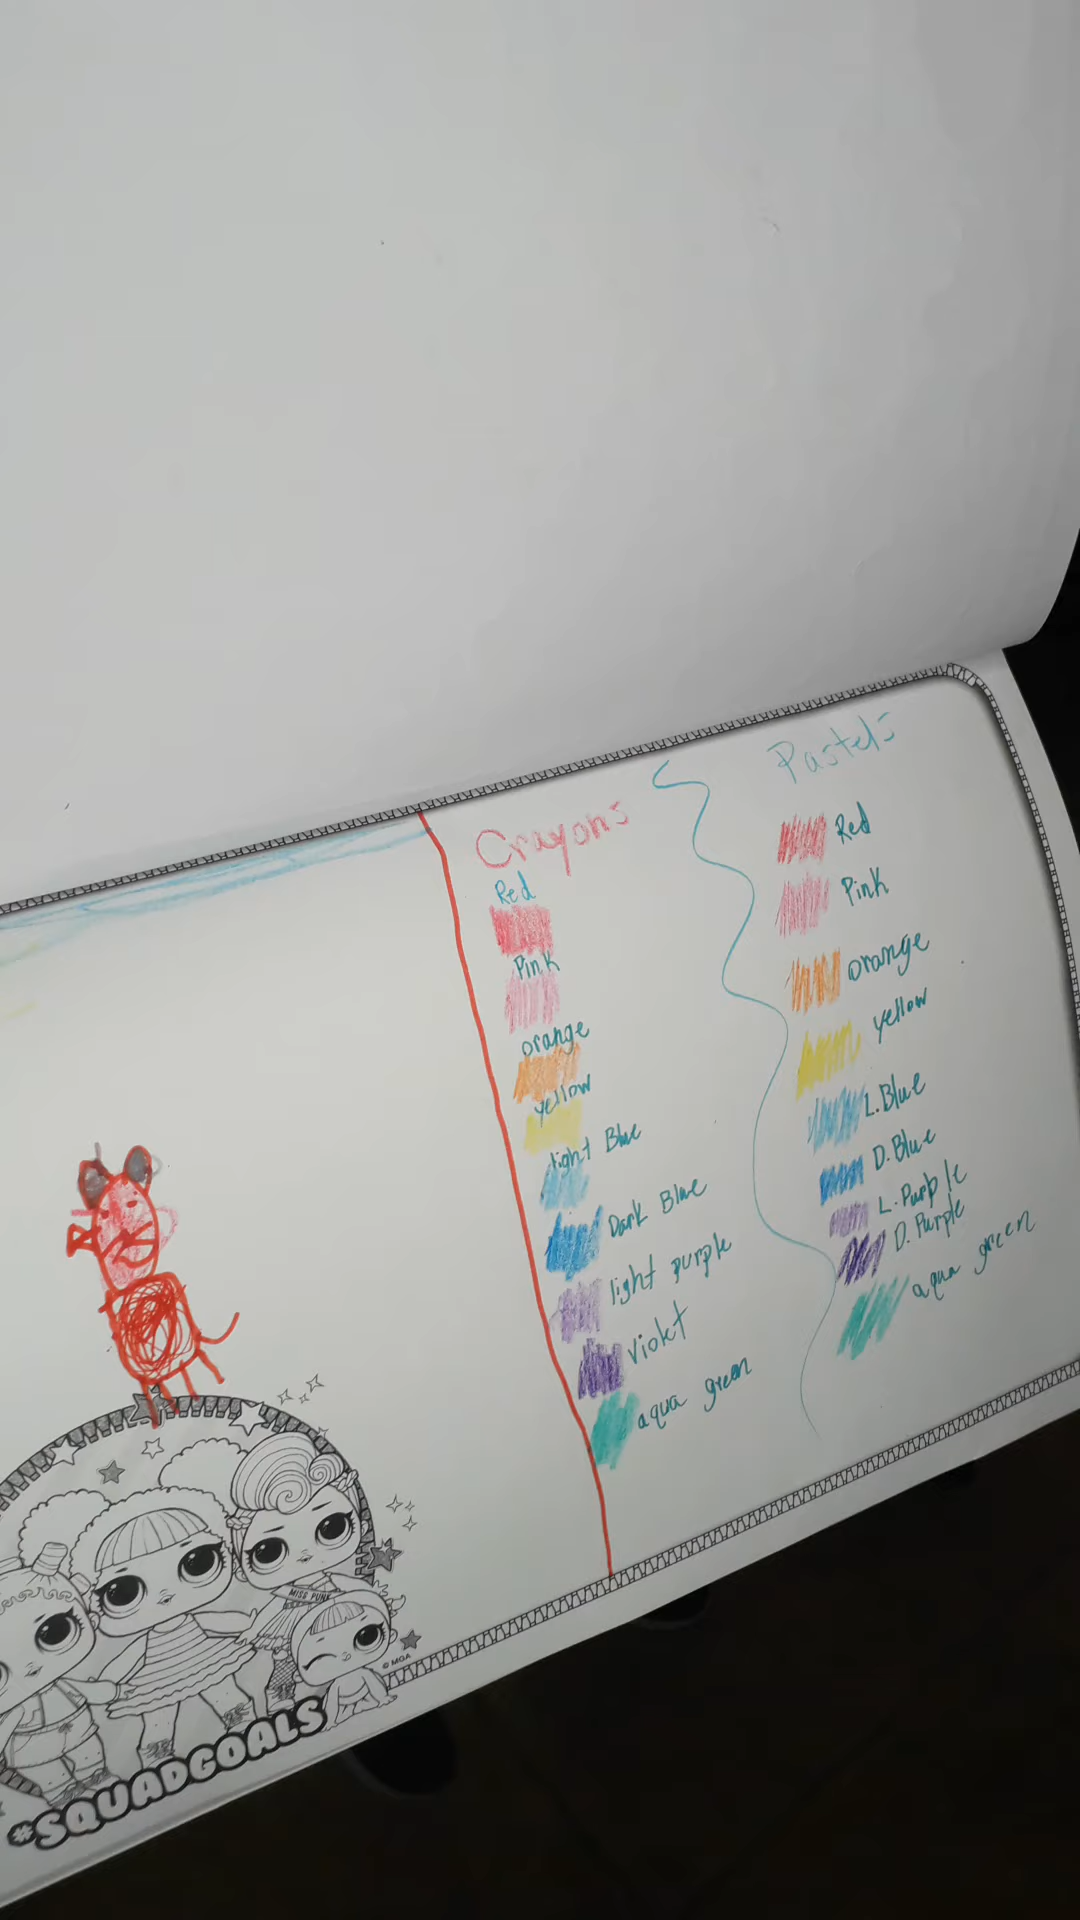 Crayons
Red
Pink
orange
yellow
light Blue
Dark Blue
light purple
Violet
aqua green
Pastels
Red
Pink
orange
yellow
L. Blue
D. Blue
L. Purple
D. Purple
aqua green
MISS PUNK
© MGA
#SQUADGOALS